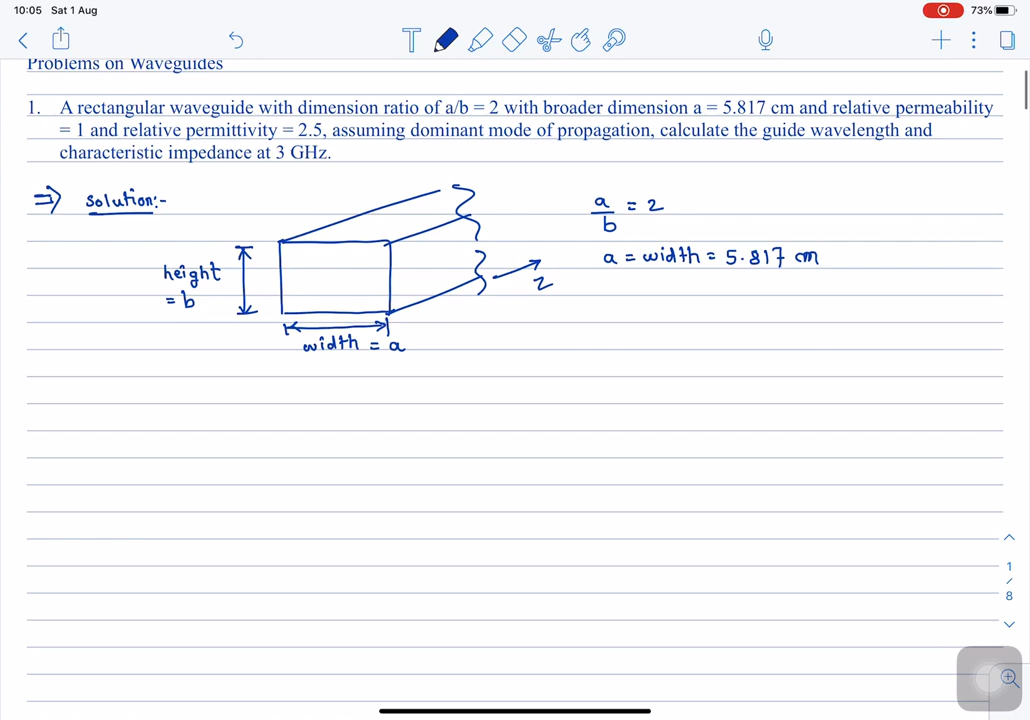 10:05 Sat 1 Aug
73%
Problems on Waveguides
1. A rectangular waveguide with dimension ratio of a/b = 2 with broader dimension a = 5.817 cm and relative permeability
= 1 and relative permittivity = 2.5, assuming dominant mode of propagation, calculate the guide wavelength and
characteristic impedance at 3 GHz.
⇒ Solution:-
a/b = 2
a = width = 5.817 cm
height
= b
z
width = a
1
/
8